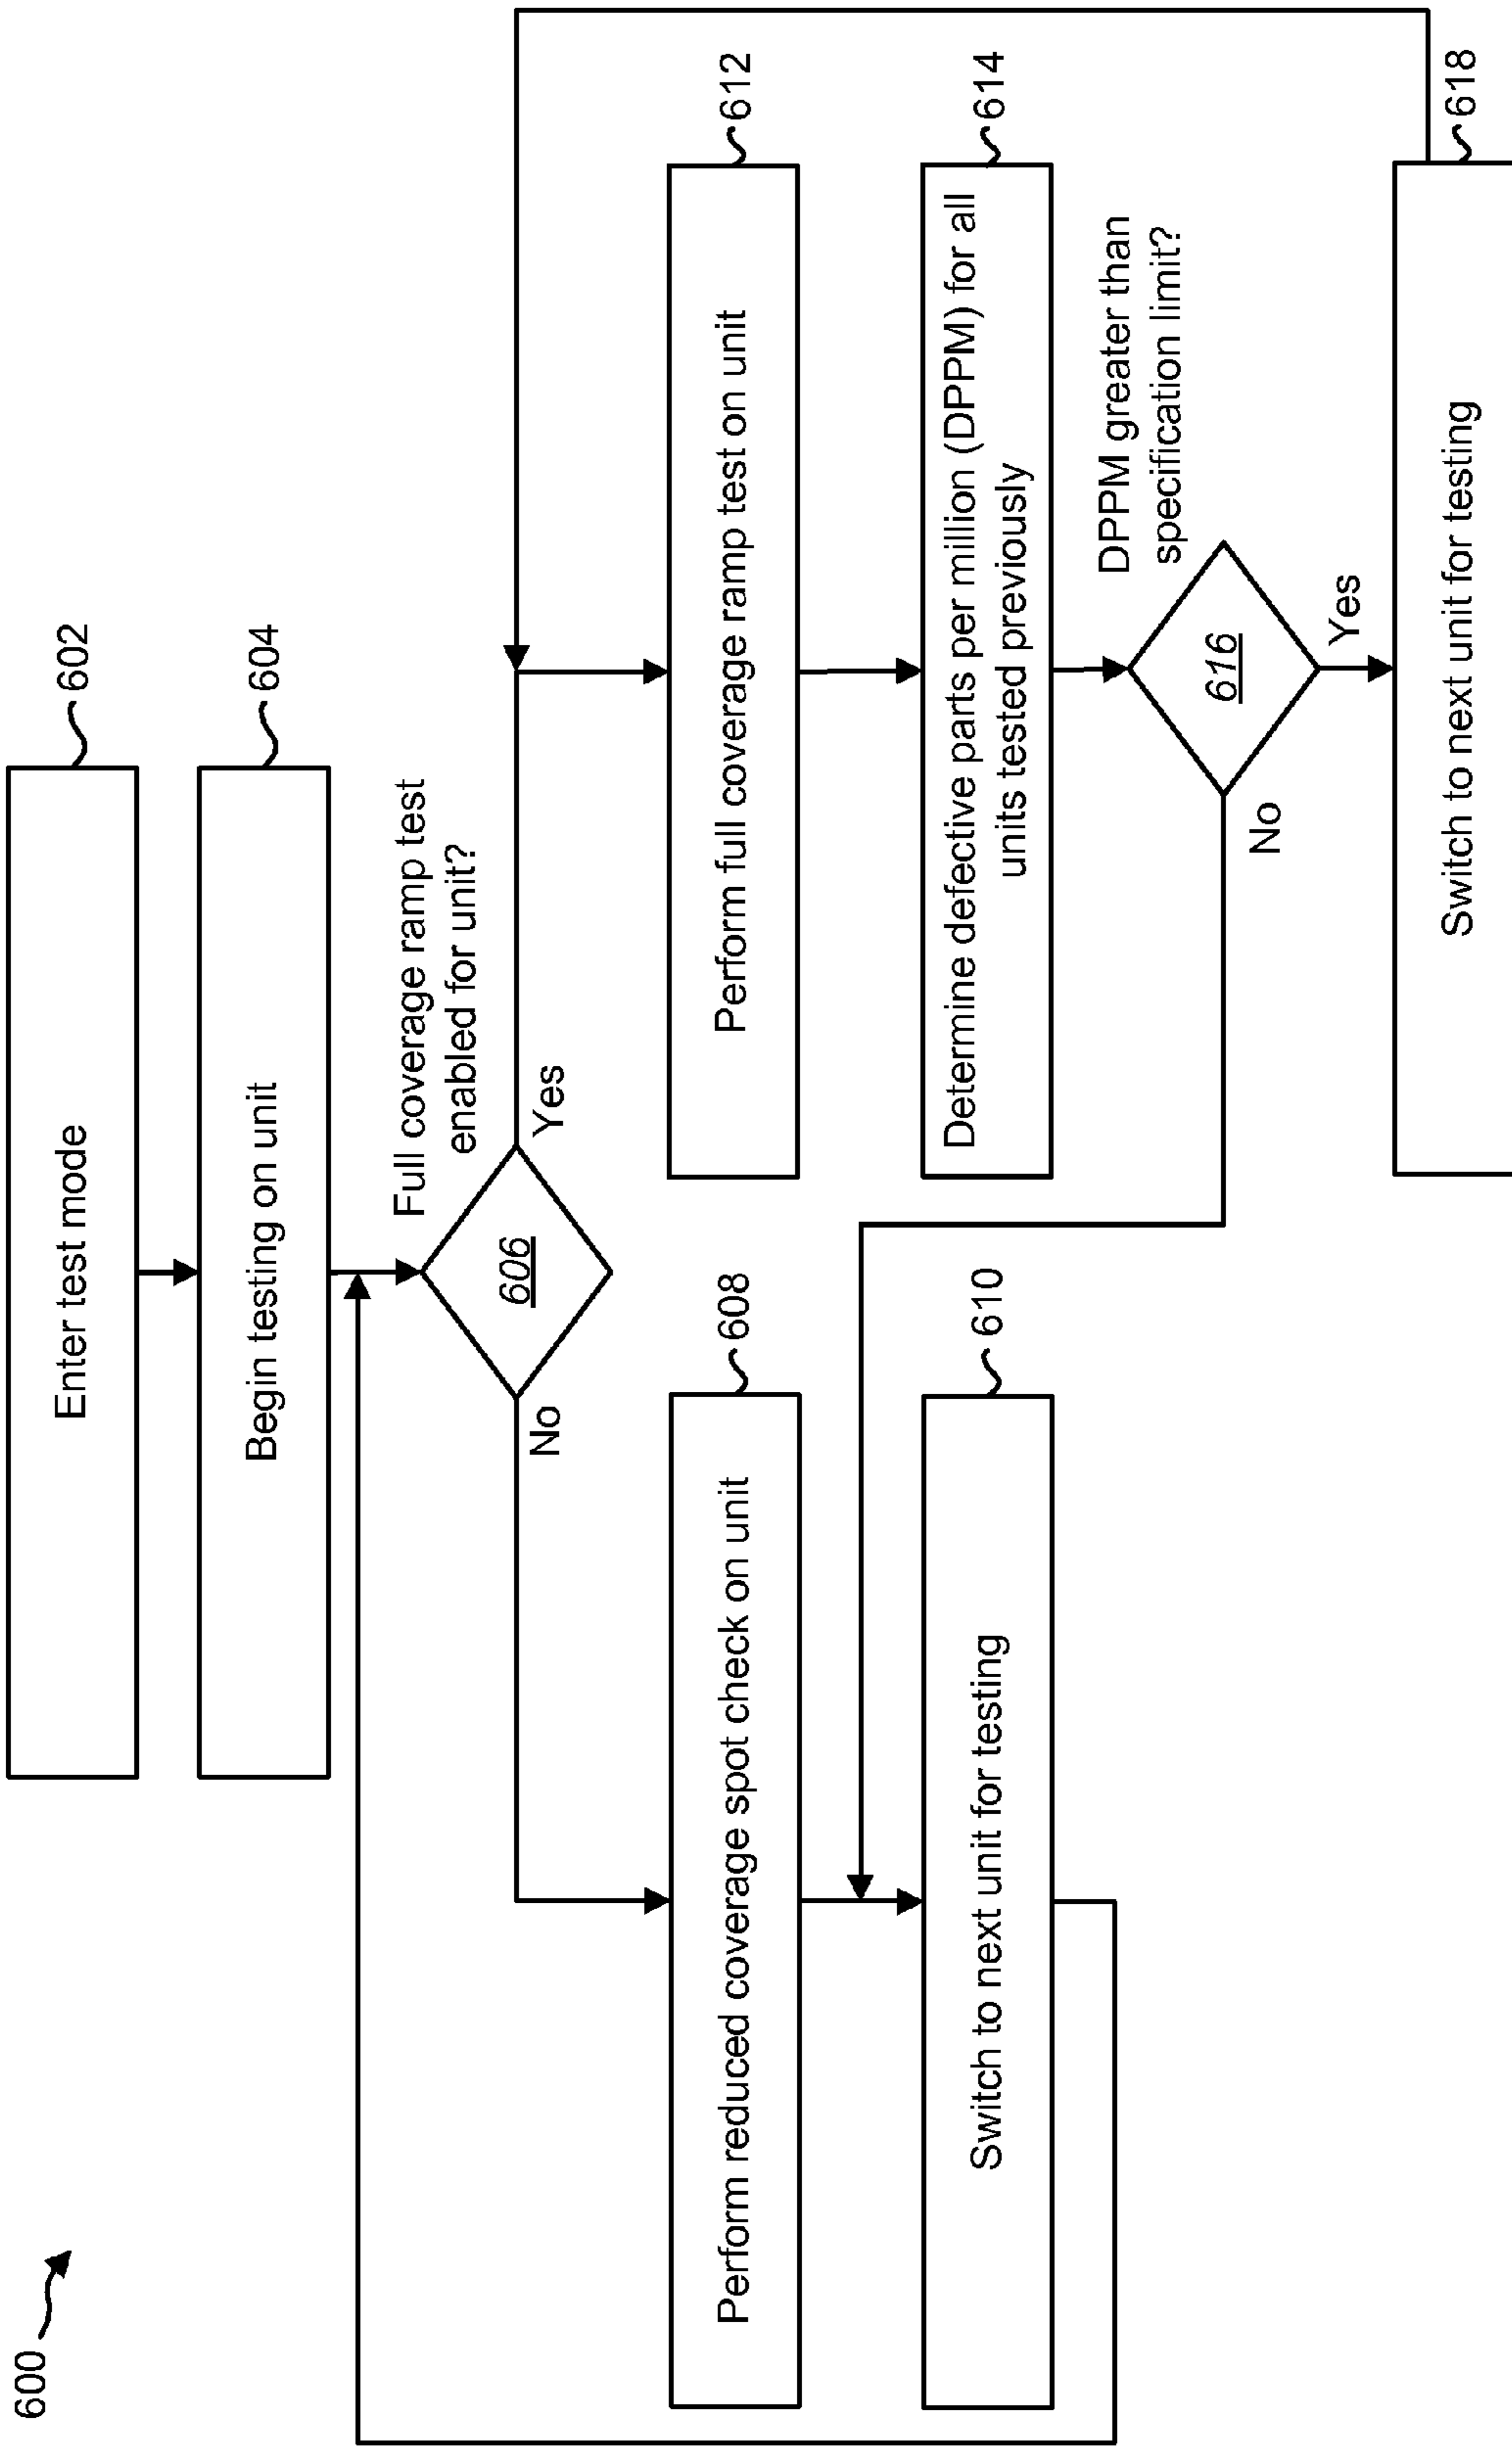 600
Enter test mode
602
Begin testing on unit
604
Full coverage ramp test
enabled for unit?
606
No
Yes
Perform reduced coverage spot check on unit
608
Switch to next unit for testing
610
Perform full coverage ramp test on unit
612
Determine defective parts per million (DPPM) for all
units tested previously
614
DPPM greater than
specification limit?
616
No
Yes
Switch to next unit for testing
618